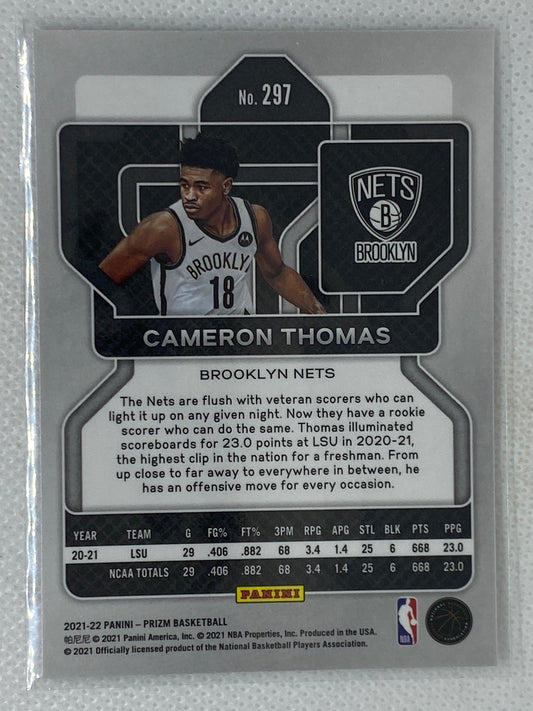 No. 297
NETS
B
BROOKLYN
BROOKLY
18
CAMERON THOMAS
BROOKLYN NETS
The Nets are flush with veteran scorers who can
light it up on any given night. Now they have a rookie
scorer who can do the same. Thomas illuminated
scoreboards for 23.0 points at LSU in 2020-21,
the highest clip in the nation for a freshman. From
up close to far away to everywhere in between, he
has an offensive move for every occasion.
YEAR TEAM G FG% FT% 3PM RPG APG STL BLK PTS PPG
20-21 LSU 29 .406 .882 68 3.4 1.4 25 6 668 23.0
NCAA TOTALS 29 .406 .882 68 3.4 1.4 25 6 668 23.0
PANINI
2021-22 PANINI – PRIZM BASKETBALL
帕尼尼 © 2021 Panini America, Inc. © 2021 NBA Properties, Inc. Produced in the USA.
© 2021 Officially licensed product of the National Basketball Players Association.
NBA